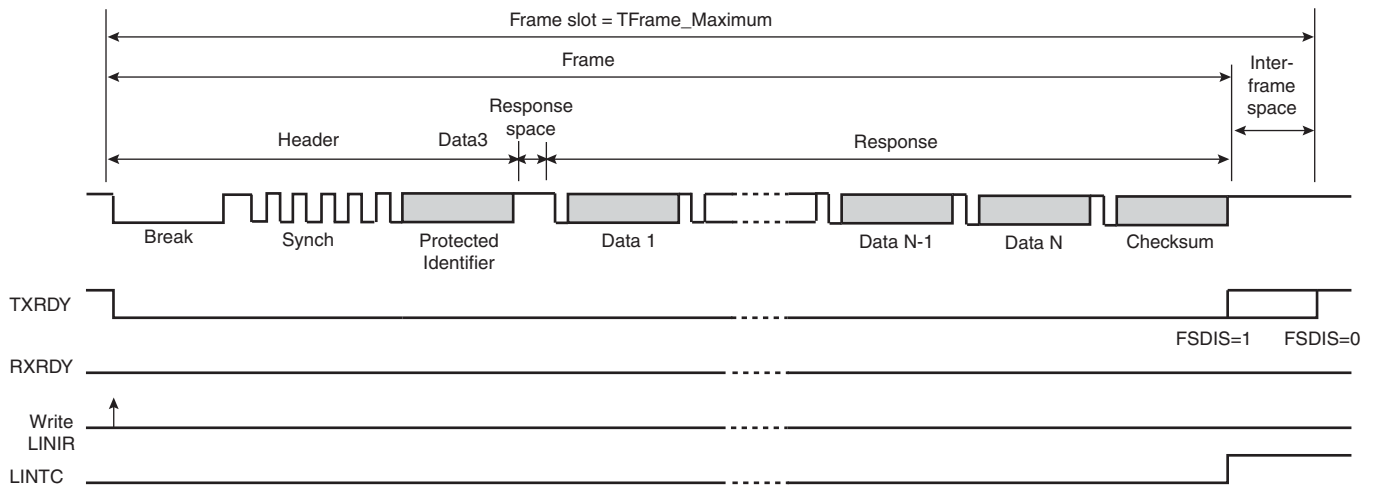 Frame slot = TFrame_Maximum
Frame
Inter-
frame
space
Response
space
Header
Data3
Response
Break
Synch
Protected
Identifier
Data 1
Data N-1
Data N
Checksum
TXRDY
FSDIS=1
FSDIS=0
RXRDY
Write
LINIR
LINTC